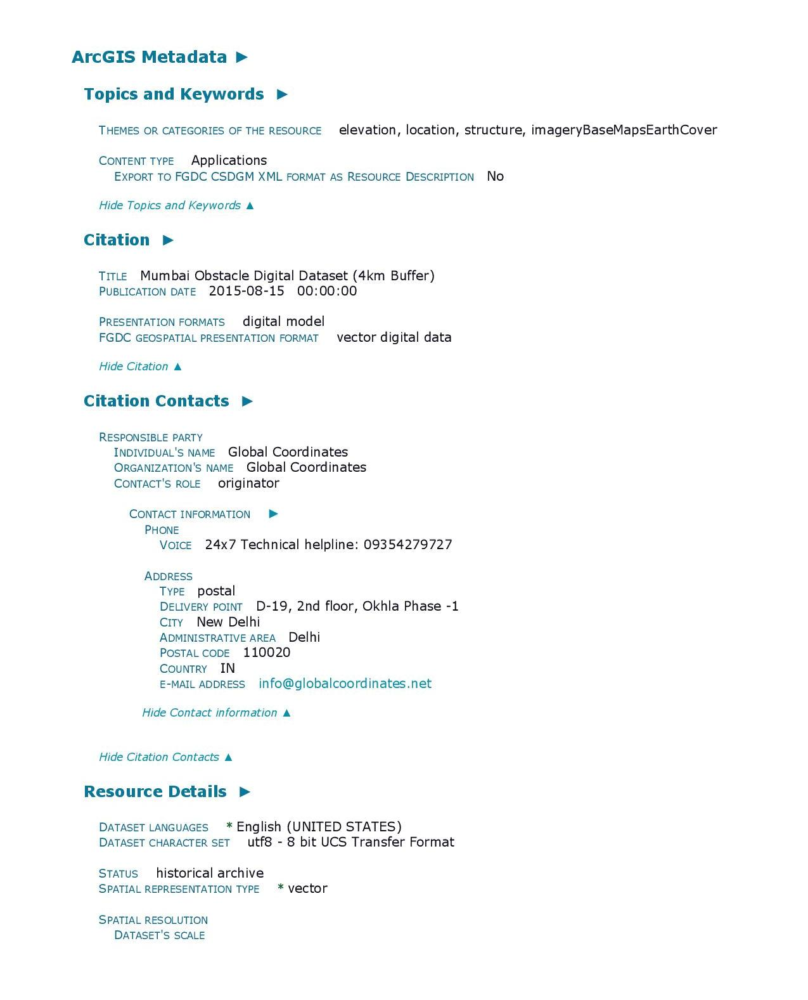 ArcGIS Metadata ►
Topics and Keywords ►
THEMES OR CATEGORIES OF THE RESOURCE elevation, location, structure, imageryBaseMapsEarthCover
CONTENT TYPE Applications
EXPORT TO FGDC CSDGM XML FORMAT AS RESOURCE DESCRIPTION No
Hide Topics and Keywords ▲
Citation ►
TITLE Mumbai Obstacle Digital Dataset (4km Buffer)
PUBLICATION DATE 2015-08-15 00:00:00
PRESENTATION FORMATS digital model
FGDC GEOSPATIAL PRESENTATION FORMAT vector digital data
Hide Citation ▲
Citation Contacts ►
RESPONSIBLE PARTY
INDIVIDUAL'S NAME Global Coordinates
ORGANIZATION'S NAME Global Coordinates
CONTACT'S ROLE originator
CONTACT INFORMATION ►
PHONE
VOICE 24x7 Technical helpline: 09354279727
ADDRESS
TYPE postal
DELIVERY POINT D-19, 2nd floor, Okhla Phase -1
CITY New Delhi
ADMINISTRATIVE AREA Delhi
POSTAL CODE 110020
COUNTRY IN
E-MAIL ADDRESS info@globalcoordinates.net
Hide Contact information ▲
Hide Citation Contacts ▲
Resource Details ►
DATASET LANGUAGES * English (UNITED STATES)
DATASET CHARACTER SET utf8 - 8 bit UCS Transfer Format
STATUS historical archive
SPATIAL REPRESENTATION TYPE * vector
SPATIAL RESOLUTION
DATASET'S SCALE